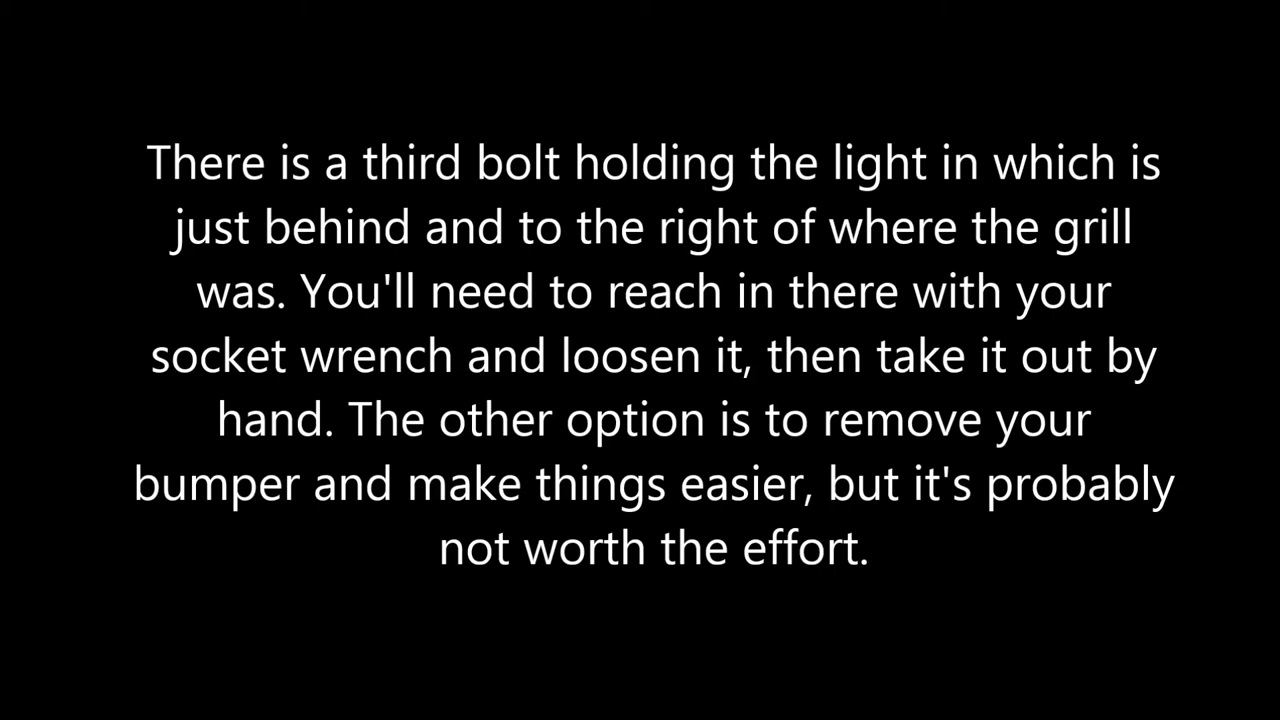 There is a third bolt holding the light in which is
just behind and to the right of where the grill
was. You'll need to reach in there with your
socket wrench and loosen it, then take it out by
hand. The other option is to remove your
bumper and make things easier, but it's probably
not worth the effort.